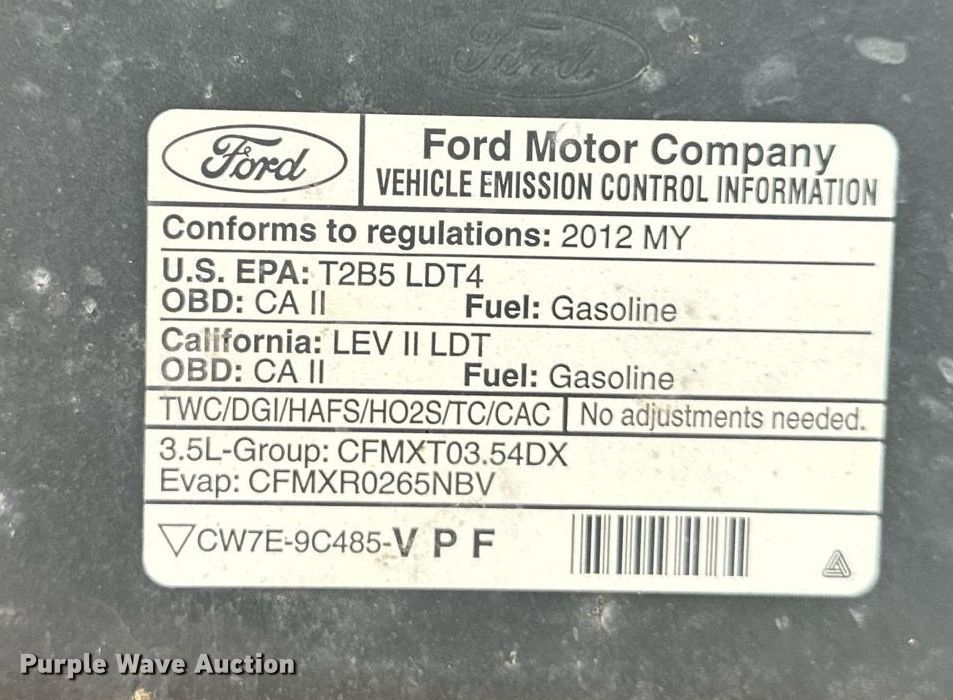 Ford
Ford
Ford Motor Company
VEHICLE EMISSION CONTROL INFORMATION
Conforms to regulations: 2012 MY
U.S. EPA: T2B5 LDT4
OBD: CA II Fuel: Gasoline
California: LEV II LDT
OBD: CA II Fuel: Gasoline
TWC/DGI/HAFS/HO2S/TC/CAC No adjustments needed.
3.5L-Group: CFMXT03.54DX
Evap: CFMXR0265NBV
CW7E-9C485-V P F
Purple Wave Auction